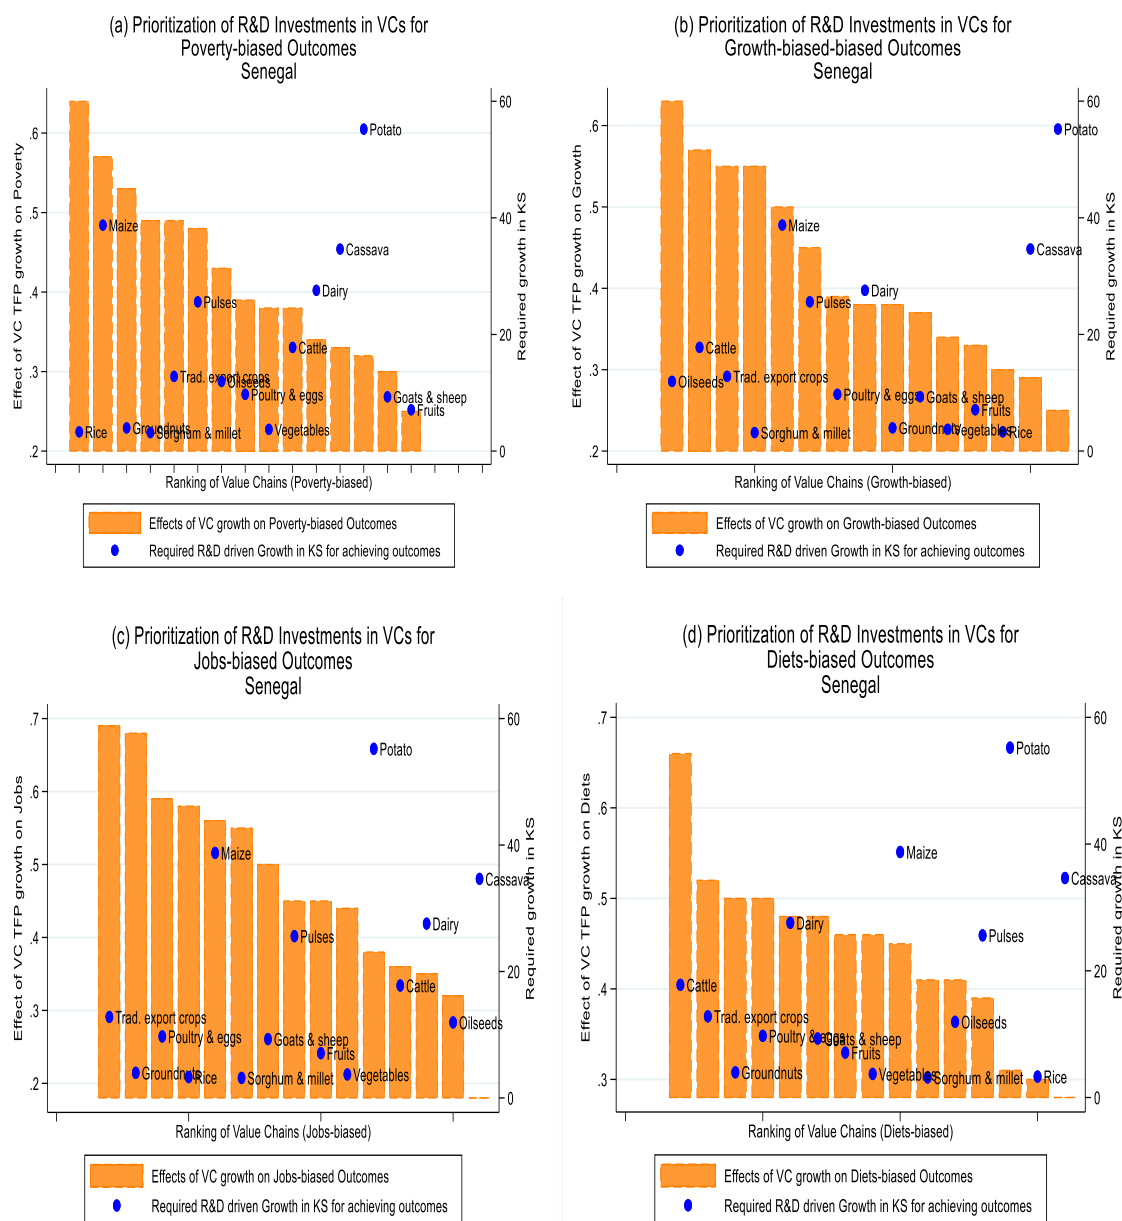 (a) Prioritization of R&D Investments in VCs for
Poverty-biased Outcomes
Senegal
Effect of VC TFP growth on Poverty
.6
.5
.4
.3
.2
60
40
20
0
Required growth in KS
Potato
Maize
Cassava
Dairy
Pulses
Cattle
Trad. export crops
Oilseeds
Poultry & eggs
Goats & sheep
Fruits
Rice
Groundnuts
Sorghum & millet
Vegetables
Ranking of Value Chains (Poverty-biased)
Effects of VC growth on Poverty-biased Outcomes
Required R&D driven Growth in KS for achieving outcomes
(b) Prioritization of R&D Investments in VCs for
Growth-biased-biased Outcomes
Senegal
Effect of VC TFP growth on Growth
.6
.5
.4
.3
.2
60
40
20
0
Required growth in KS
Potato
Maize
Cassava
Dairy
Pulses
Cattle
Oilseeds
Trad. export crops
Poultry & eggs
Goats & sheep
Fruits
Sorghum & millet
Groundnuts
Vegetables
Rice
Ranking of Value Chains (Growth-biased)
Effects of VC growth on Growth-biased Outcomes
Required R&D driven Growth in KS for achieving outcomes
(c) Prioritization of R&D Investments in VCs for
Jobs-biased Outcomes
Senegal
Effect of VC TFP growth on Jobs
.7
.6
.5
.4
.3
.2
60
40
20
0
Required growth in KS
Potato
Maize
Cassava
Dairy
Pulses
Cattle
Trad. export crops
Oilseeds
Poultry & eggs
Goats & sheep
Fruits
Groundnuts
Rice
Sorghum & millet
Vegetables
Ranking of Value Chains (Jobs-biased)
Effects of VC growth on Jobs-biased Outcomes
Required R&D driven Growth in KS for achieving outcomes
(d) Prioritization of R&D Investments in VCs for
Diets-biased Outcomes
Senegal
Effect of VC TFP growth on Diets
.7
.6
.5
.4
.3
60
40
20
0
Required growth in KS
Potato
Maize
Cassava
Dairy
Pulses
Cattle
Trad. export crops
Oilseeds
Poultry & eggs
Goats & sheep
Fruits
Groundnuts
Vegetables
Sorghum & millet
Rice
Ranking of Value Chains (Diets-biased)
Effects of VC growth on Diets-biased Outcomes
Required R&D driven Growth in KS for achieving outcomes